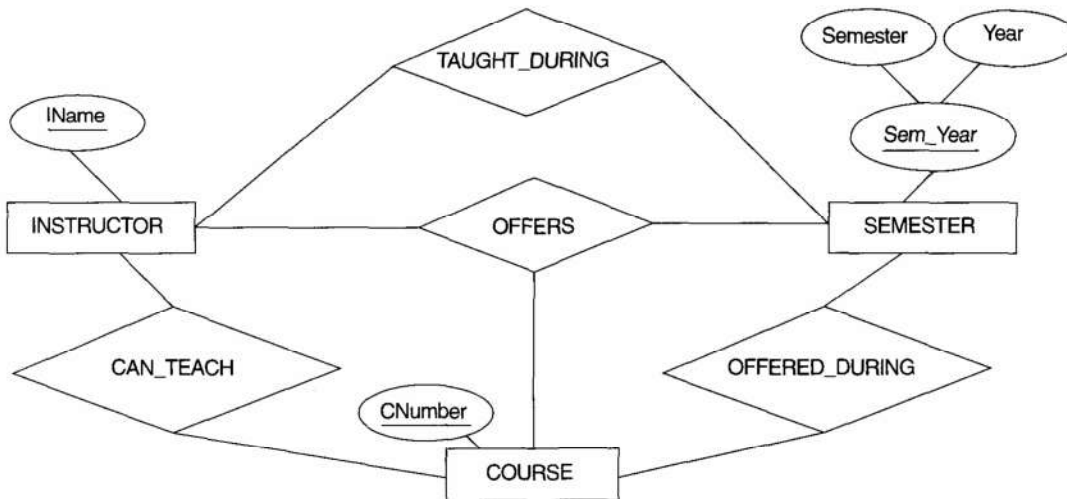 Semester
Year
TAUGHT_DURING
IName
Sem_Year
INSTRUCTOR
OFFERS
SEMESTER
CAN_TEACH
OFFERED_DURING
CNumber
COURSE